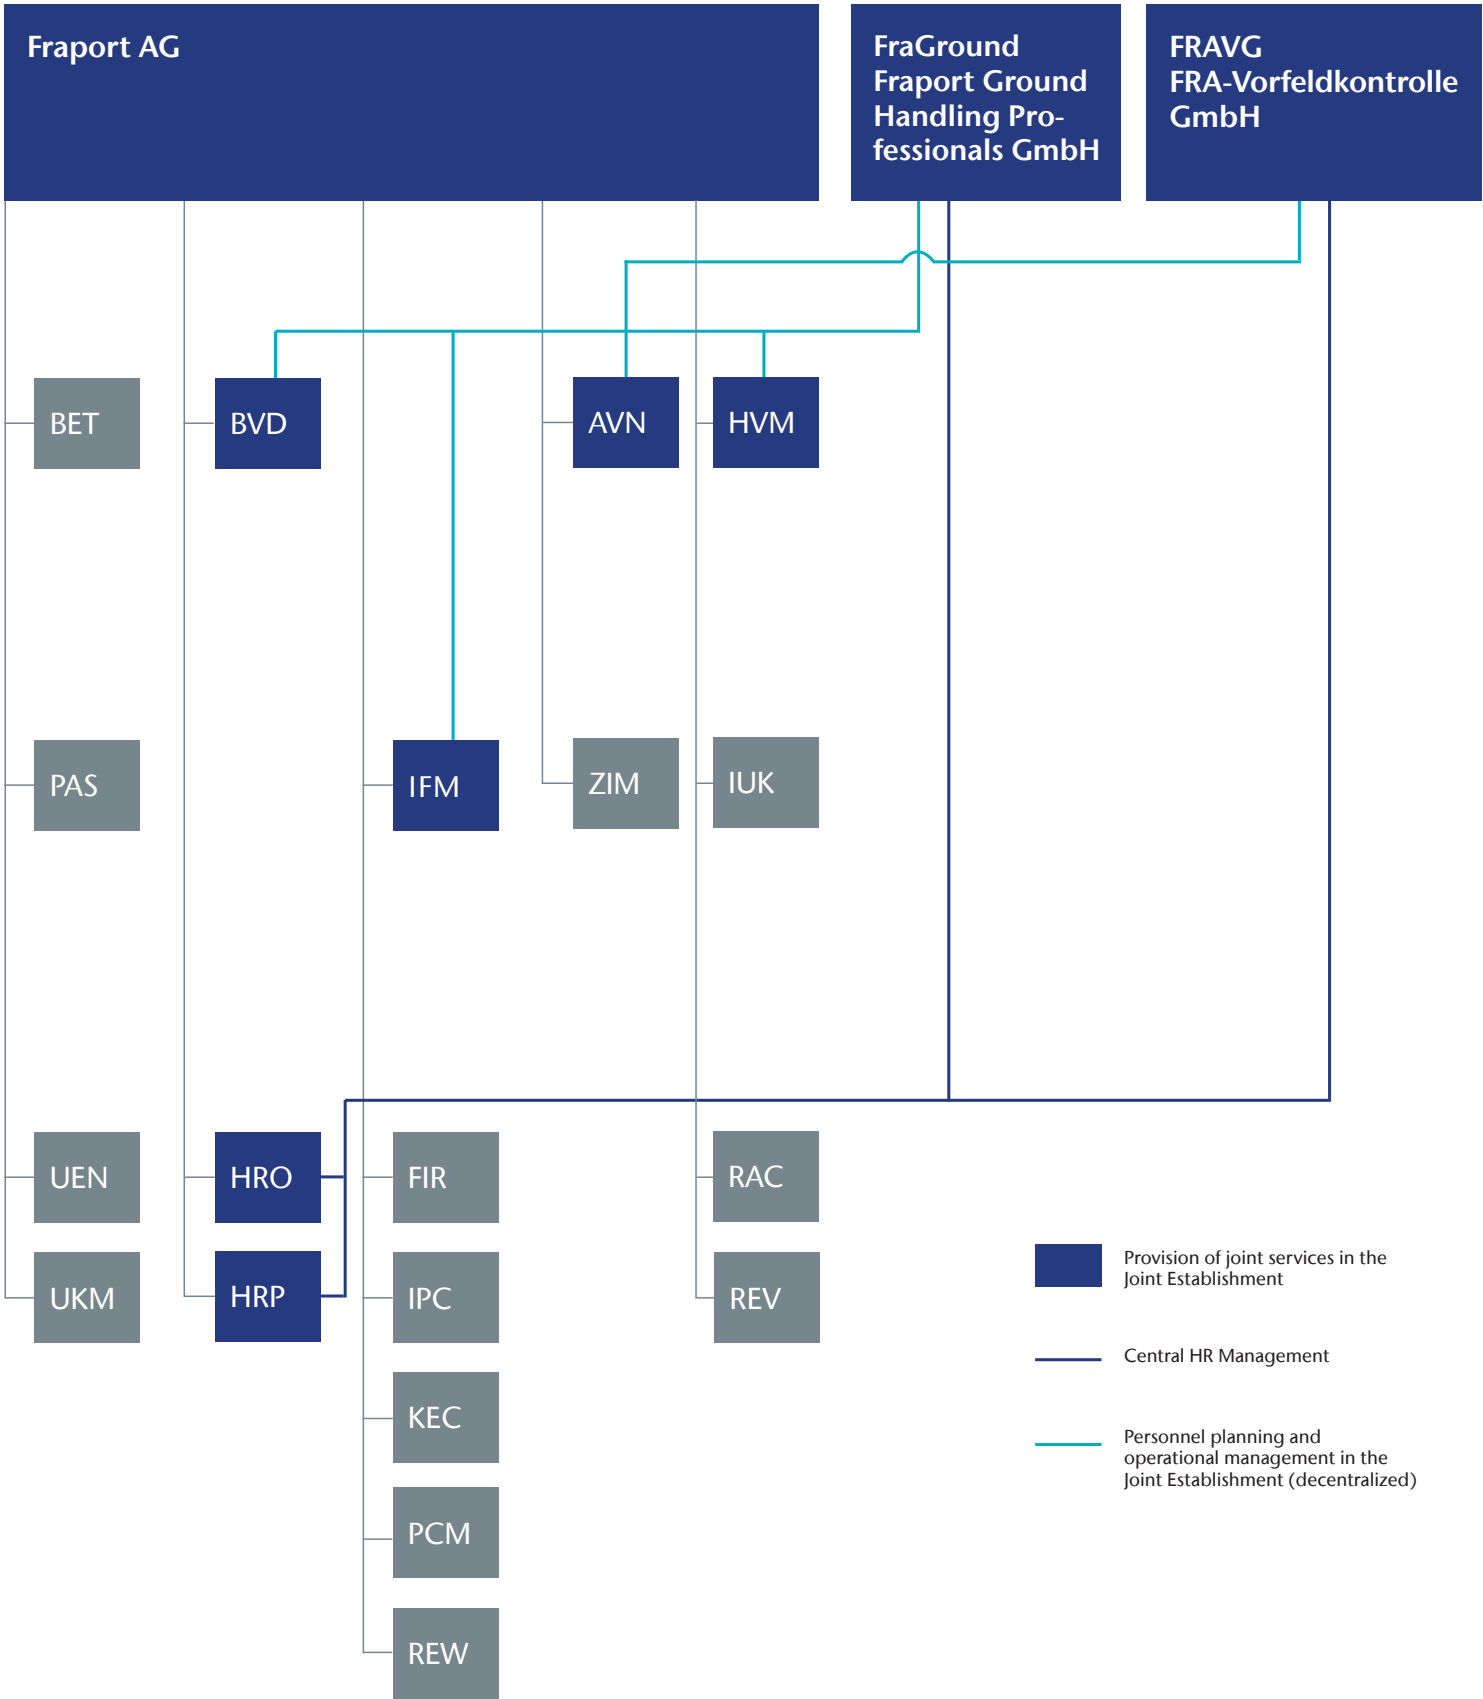 Fraport AG
FraGround
Fraport Ground
Handling Pro-
fessionals GmbH
FRAVG
FRA-Vorfeldkontrolle
GmbH
BET
BVD
AVN
HVM
PAS
IFM
ZIM
IUK
UEN
HRO
FIR
RAC
UKM
HRP
IPC
REV
KEC
PCM
REW
Provision of joint services in the
Joint Establishment
Central HR Management
Personnel planning and
operational management in the
Joint Establishment (decentralized)